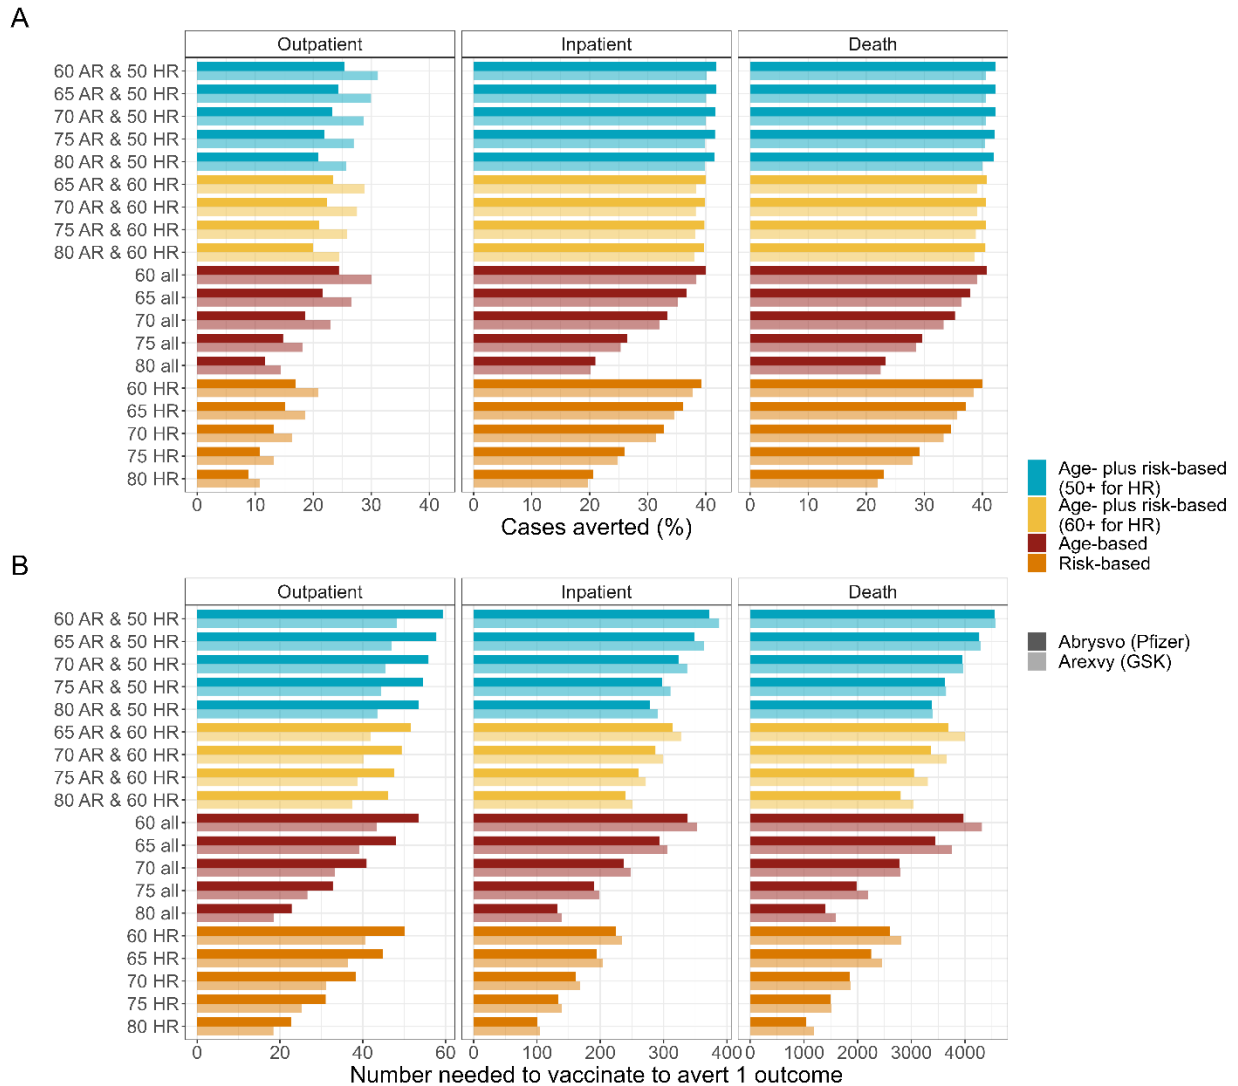 A
Outpatient Inpatient Death
60 AR & 50 HR
65 AR & 50 HR
70 AR & 50 HR
75 AR & 50 HR
80 AR & 50 HR
65 AR & 60 HR
70 AR & 60 HR
75 AR & 60 HR
80 AR & 60 HR
60 all
65 all
70 all
75 all
80 all
60 HR
65 HR
70 HR
75 HR
80 HR
0 10 20 30 40 0 10 20 30 40 0 10 20 30 40
Cases averted (%)
Age- plus risk-based
(50+ for HR)
Age- plus risk-based
(60+ for HR)
Age-based
Risk-based
Abrysvo (Pfizer)
Arexvy (GSK)
B
Outpatient Inpatient Death
60 AR & 50 HR
65 AR & 50 HR
70 AR & 50 HR
75 AR & 50 HR
80 AR & 50 HR
65 AR & 60 HR
70 AR & 60 HR
75 AR & 60 HR
80 AR & 60 HR
60 all
65 all
70 all
75 all
80 all
60 HR
65 HR
70 HR
75 HR
80 HR
0 20 40 60 0 100 200 300 400 0 1000 2000 3000 4000
Number needed to vaccinate to avert 1 outcome